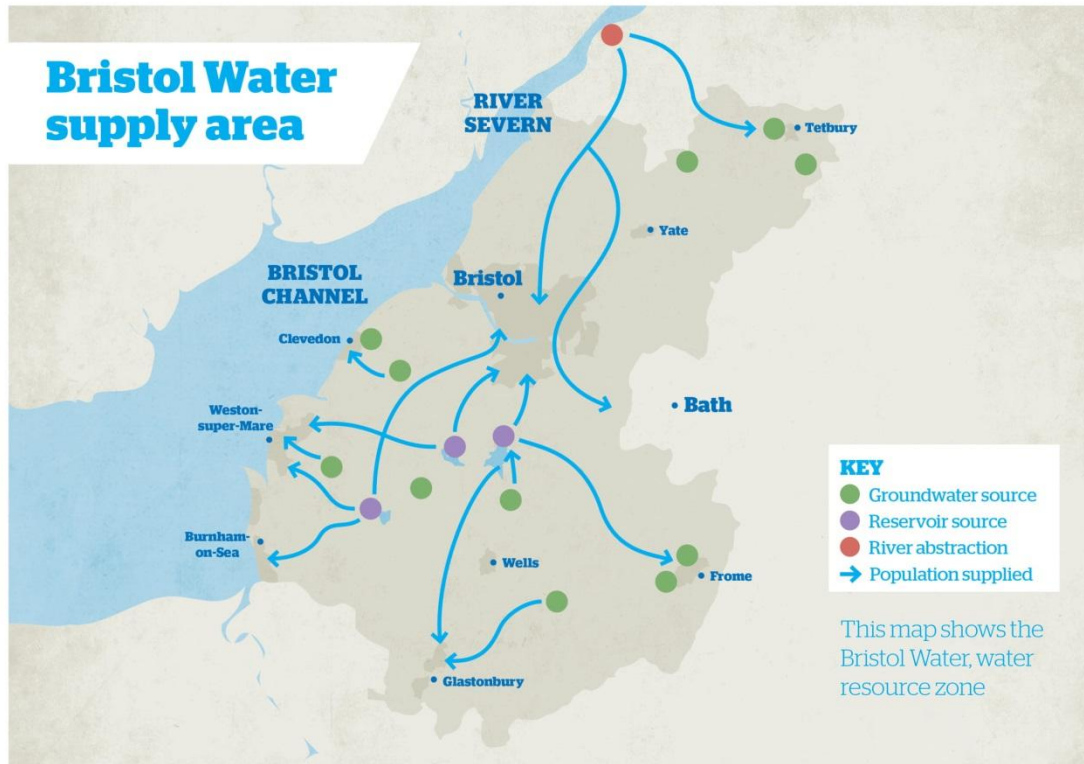 Bristol Water
supply area
RIVER
SEVERN
Tetbury
Yate
BRISTOL
CHANNEL
Bristol
Clevedon
Weston-
super-Mare
Bath
Burnham-
on-Sea
Wells
Frome
Glastonbury
KEY
Groundwater source
Reservoir source
River abstraction
Population supplied
This map shows the
Bristol Water, water
resource zone